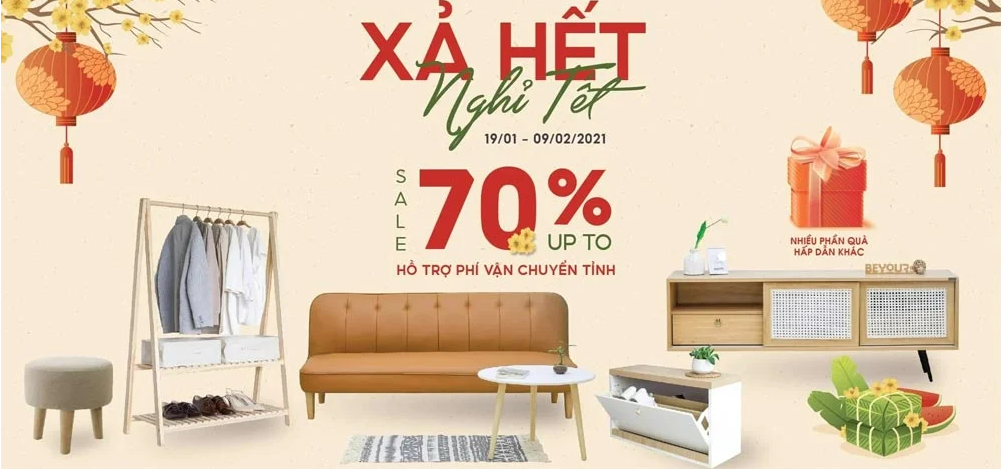 XẢ HẾT
Nghỉ Tết
19/01 - 09/02/2021
SALE
70%
UP TO
HỖ TRỢ PHÍ VẬN CHUYỂN TỈNH
NHIỀU PHẦN QUÀ
HẤP DẪN KHÁC
BEYOURs